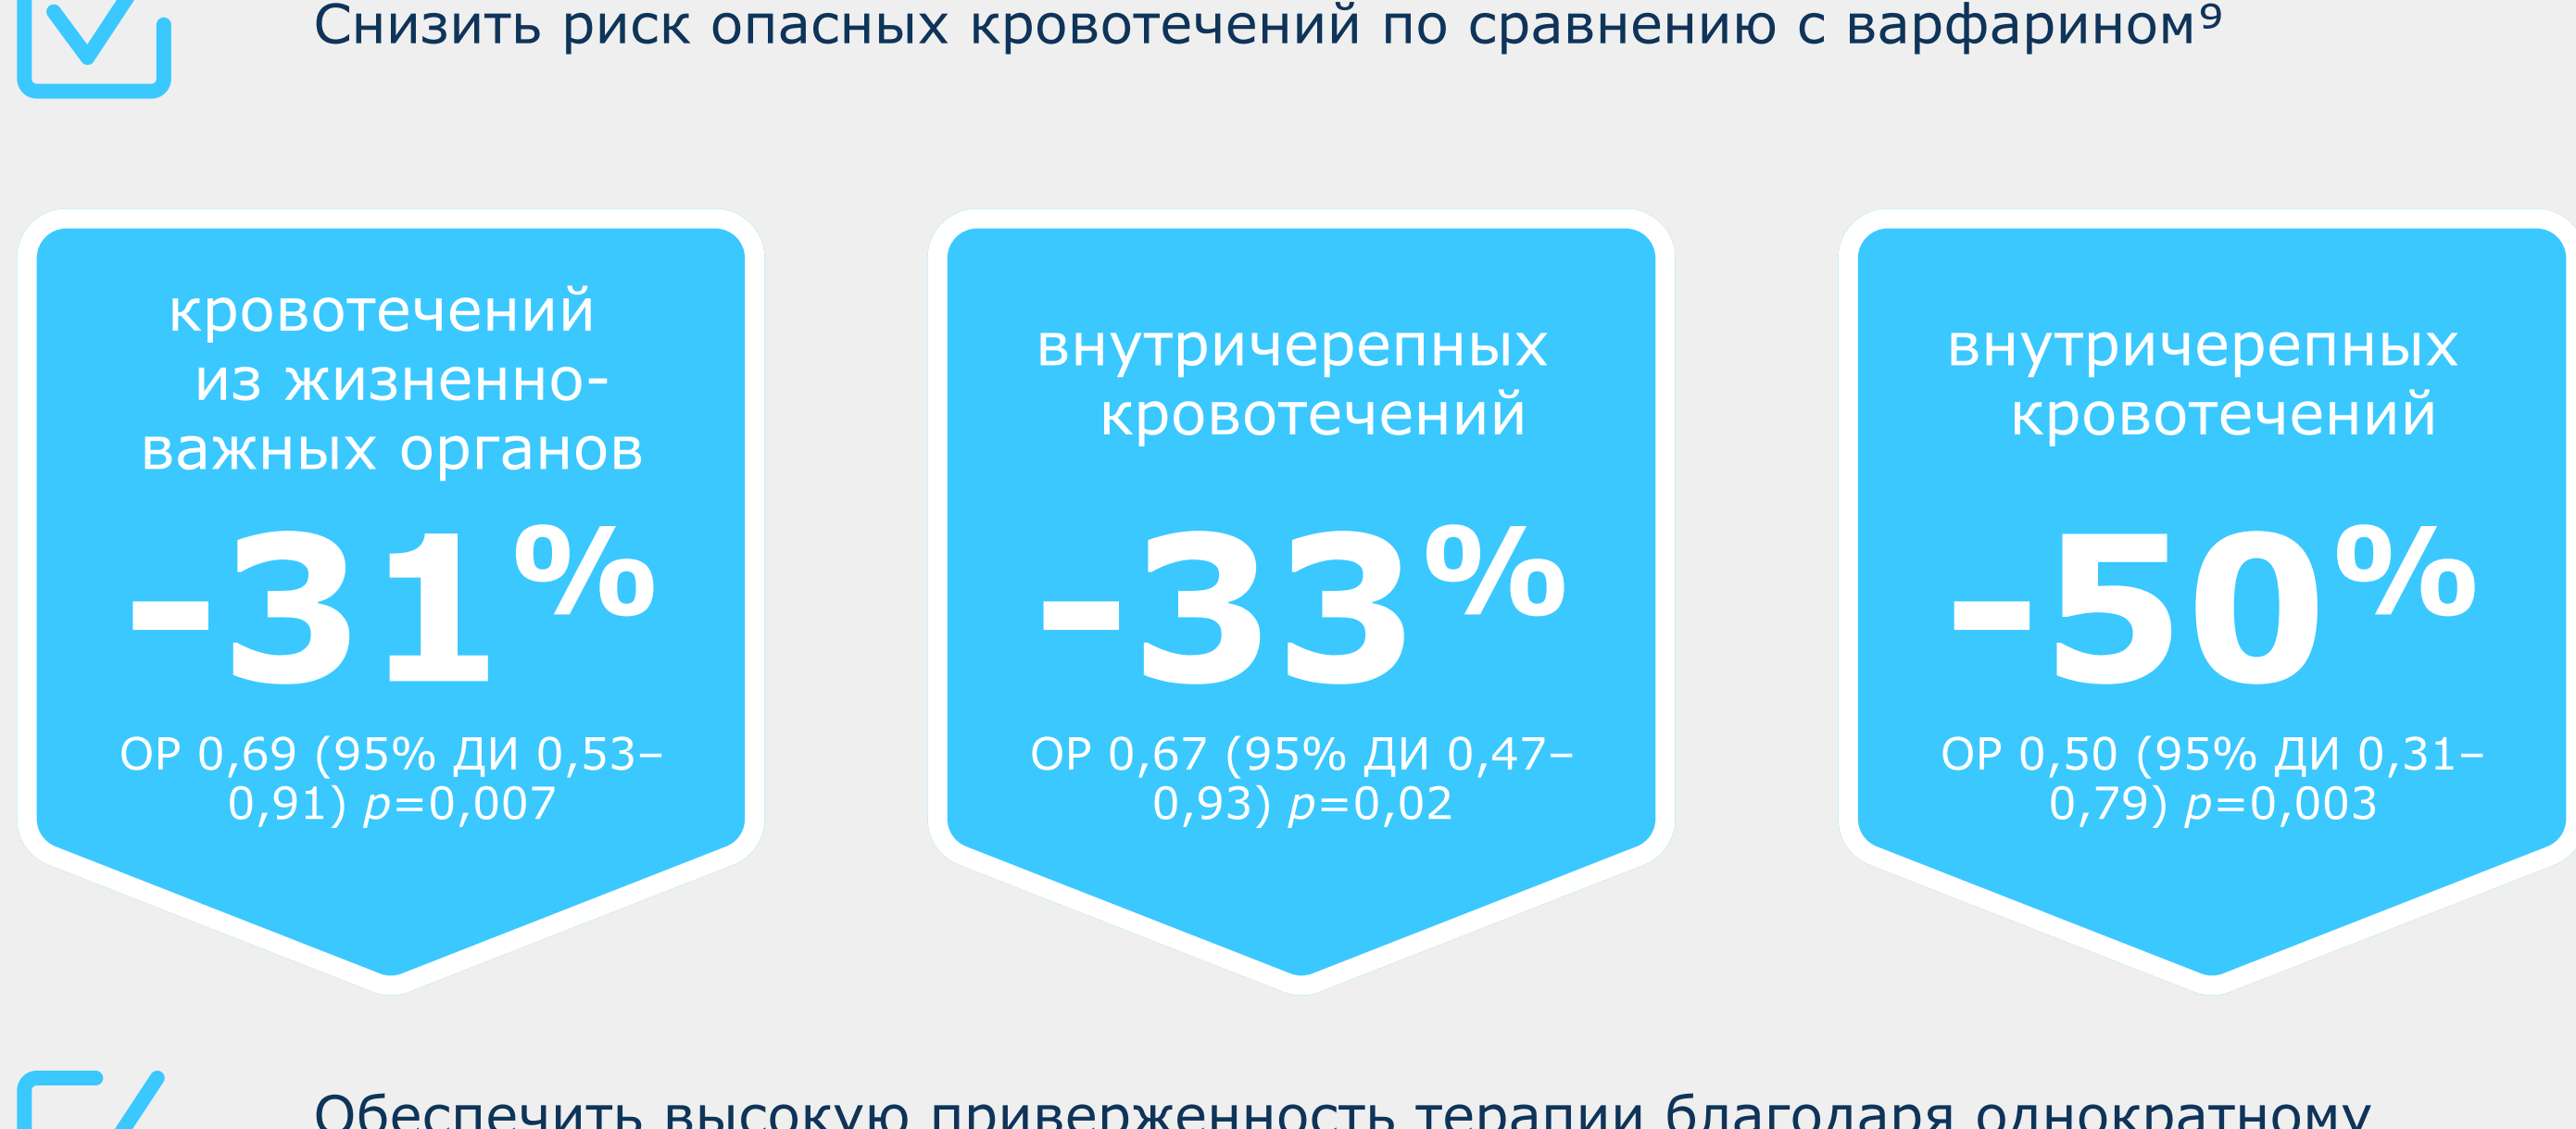 Снизить риск опасных кровотечений по сравнению с варфарином⁹
кровотечений
из жизненно-
важных органов
-31%
ОР 0,69 (95% ДИ 0,53–
0,91) p=0,007
внутричерепных
кровотечений
-33%
ОР 0,67 (95% ДИ 0,47–
0,93) p=0,02
внутричерепных
кровотечений
-50%
ОР 0,50 (95% ДИ 0,31–
0,79) p=0,003
Обеспечить высокую приверженность терапии благодаря однократному